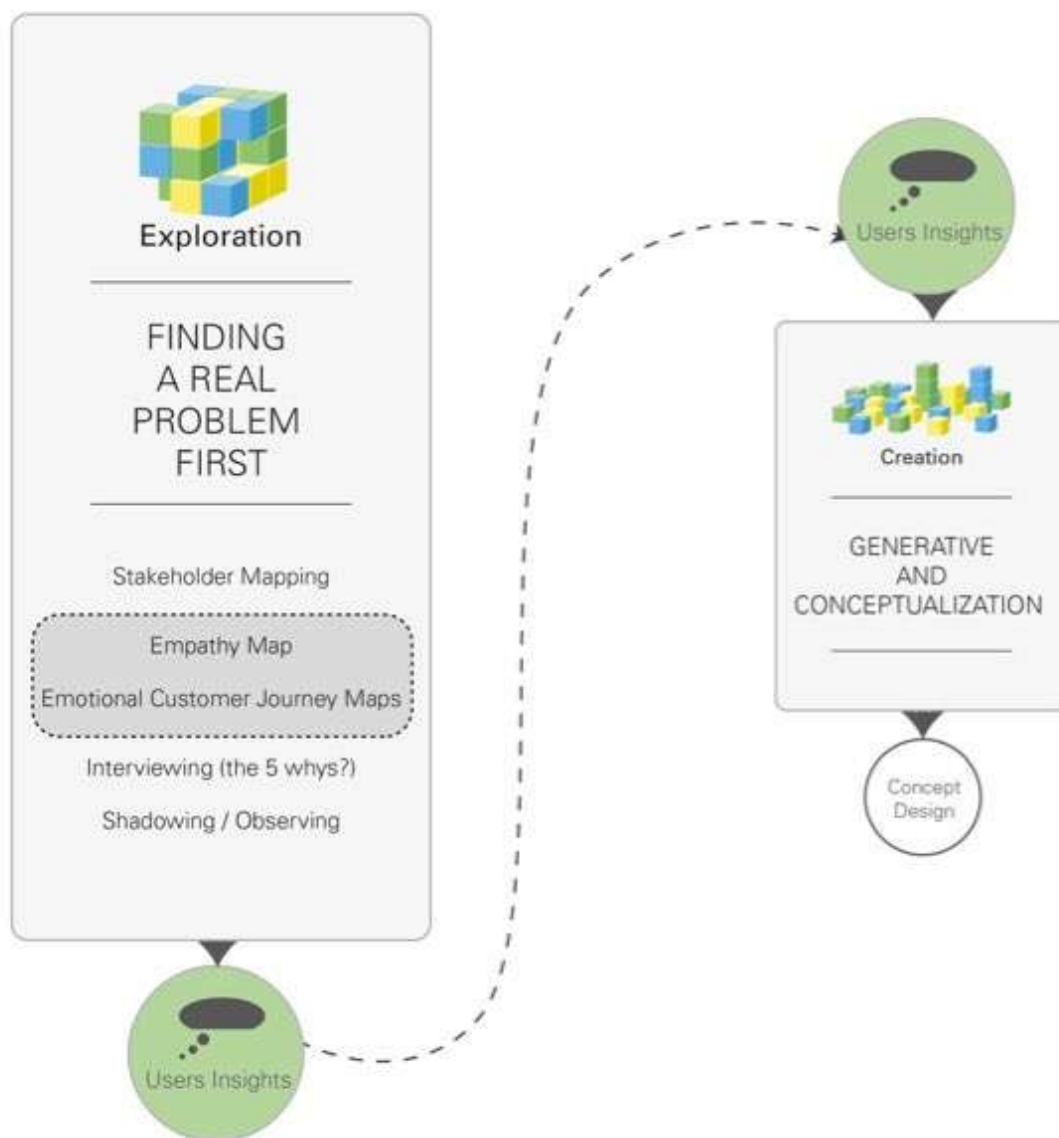 Exploration
FINDING
A REAL
PROBLEM
FIRST
Stakeholder Mapping
Empathy Map
Emotional Customer Journey Maps
Interviewing (the 5 whys?)
Shadowing / Observing
Users Insights
Users Insights
Creation
GENERATIVE
AND
CONCEPTUALIZATION
Concept
Design